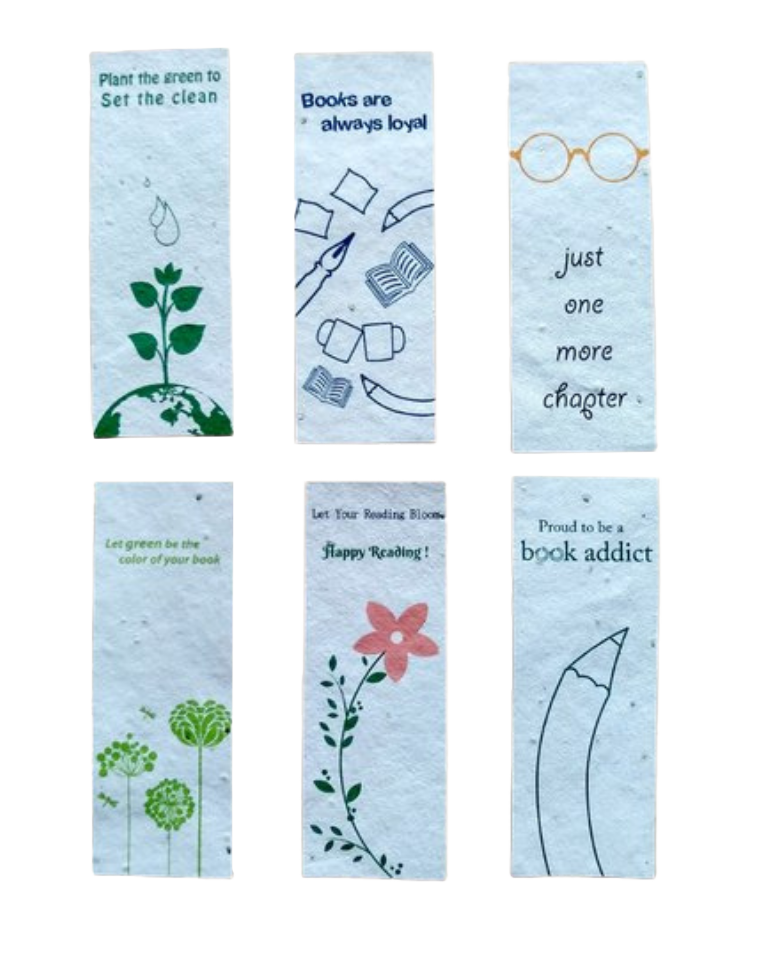 Plant the green to
Set the clean
Books are
always loyal
just
one
more
chapter
Let green be the
color of your book
Let Your Reading Bloom
Happy Reading !
Proud to be a
book addict